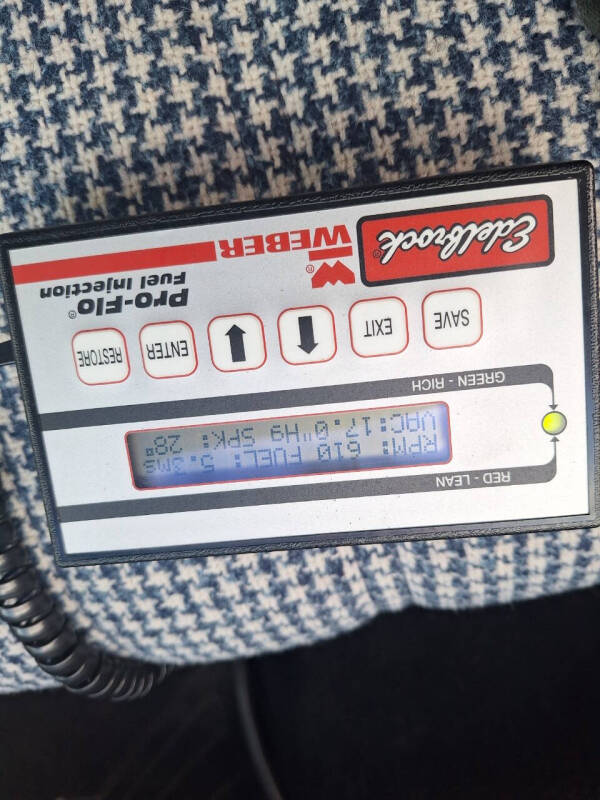 RED - LEAN
RPM: 610 FUEL: 5.3ms
VAC:17.0"Hg SPK: 28°
GREEN - RICH
SAVE EXIT ENTER RESTORE
Edelbrock®
W®
WEBER
Pro-Flo®
Fuel Injection